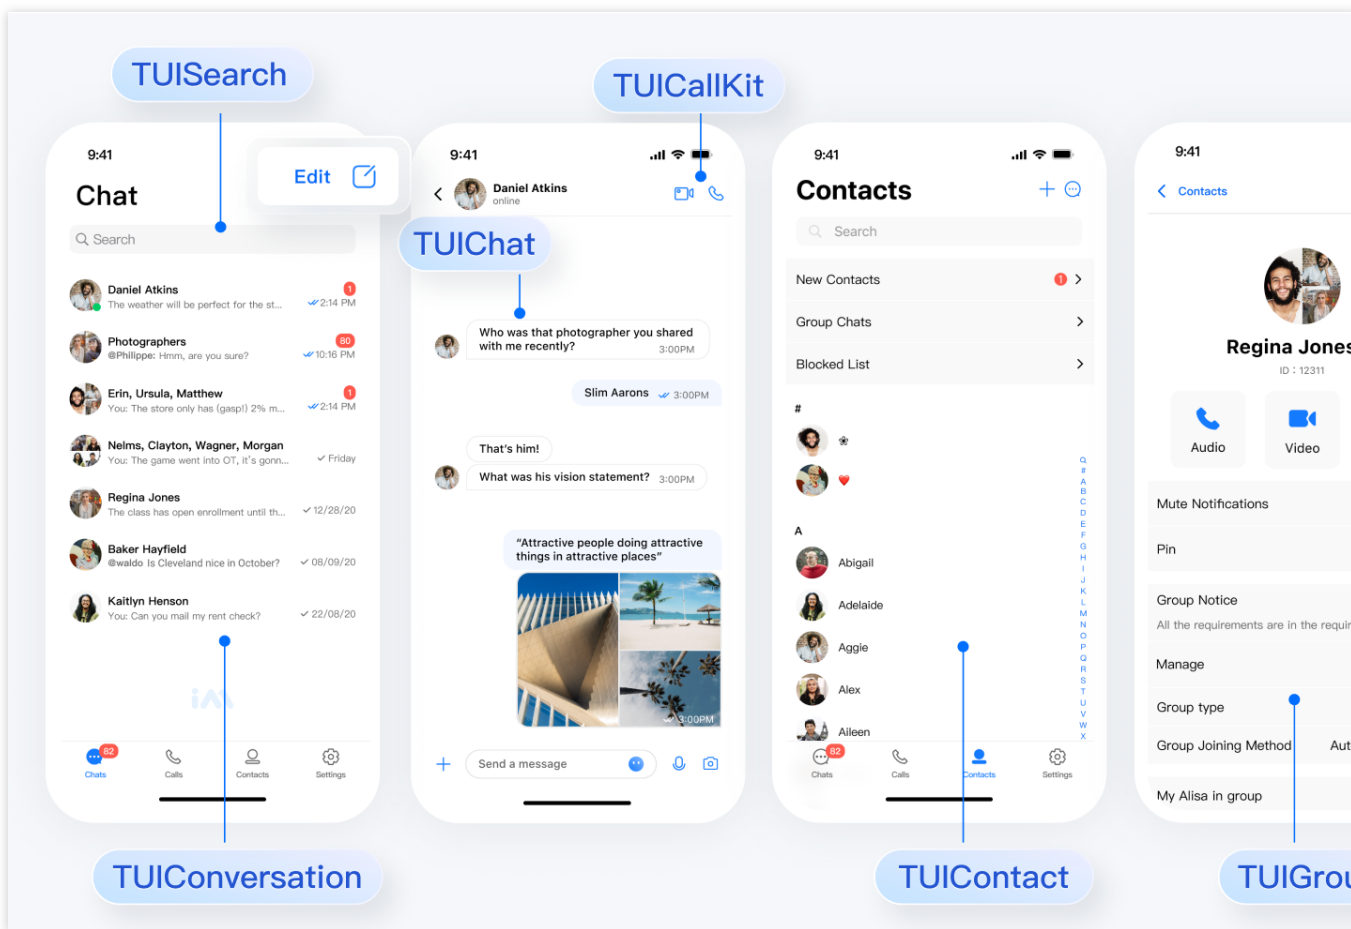 TUISearch
TUICallKit
9:41
Edit
Chat
Search
Daniel Atkins
1
The weather will be perfect for the st...
2:14 PM
Photographers
80
@Philippe: Hmm, are you sure?
10:16 PM
Erin, Ursula, Matthew
1
You: The store only has (gasp!) 2% m...
2:14 PM
Nelms, Clayton, Wagner, Morgan
You: The game went into OT, it's gonn...
Friday
Regina Jones
The class has open enrollment until th...
12/28/20
Baker Hayfield
@waldo Is Cleveland nice in October?
08/09/20
Kaitlyn Henson
You: Can you mail my rent check?
22/08/20
im
82
Chats
Calls
Contacts
Settings
TUIConversation
9:41
Daniel Atkins
online
TUIChat
Who was that photographer you shared
with me recently?
3:00PM
Slim Aarons
3:00PM
That's him!
What was his vision statement?
3:00PM
"Attractive people doing attractive
things in attractive places"
3:00PM
Send a message
9:41
Contacts
Search
New Contacts
1
Group Chats
Blocked List
#
A
Abigail
Adelaide
Aggie
Alex
Aileen
Q
#
A
B
C
D
E
F
G
H
I
J
K
L
M
N
O
P
Q
R
S
T
U
V
W
X
82
Chats
Calls
Contacts
Settings
TUIContact
9:41
Contacts
Regina Jones
ID : 12311
Audio
Video
Mute Notifications
Pin
Group Notice
All the requirements are in the requir
Manage
Group type
Group Joining Method
Aut
My Alisa in group
TUIGrou